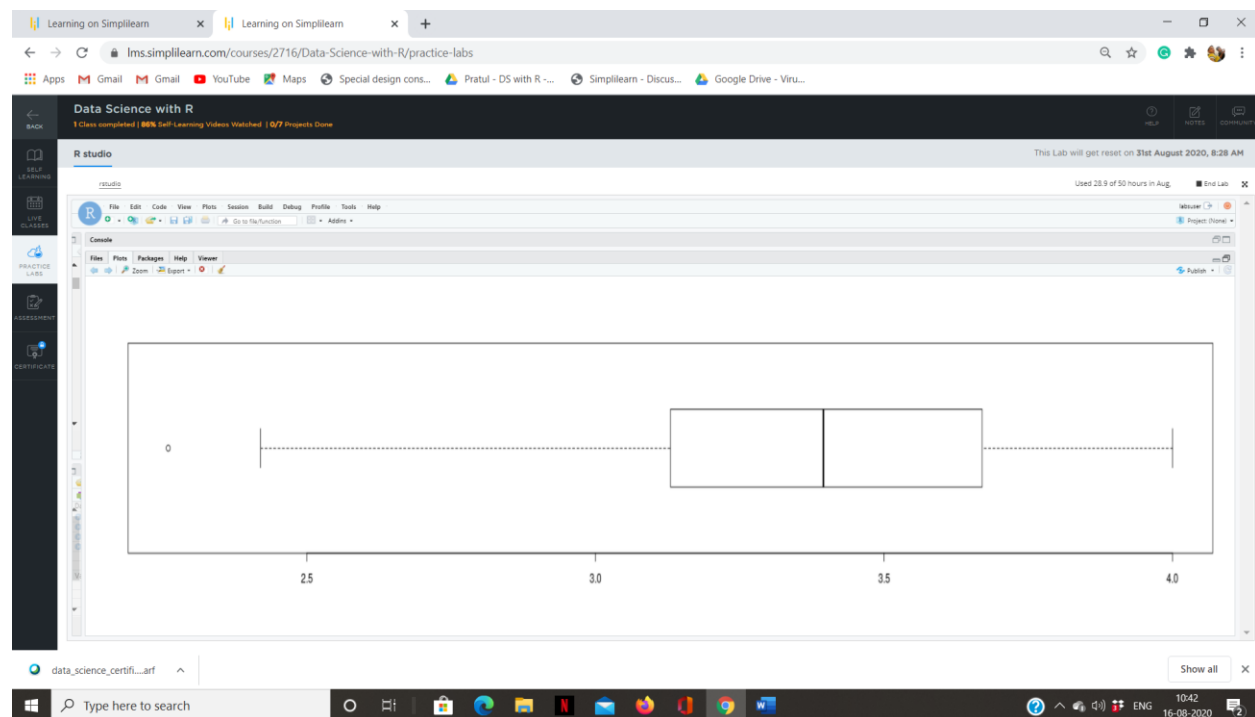 Learning on Simplilearn
Learning on Simplilearn
lms.simplilearn.com/courses/2716/Data-Science-with-R/practice-labs
Apps Gmail Gmail YouTube Maps Special design cons... Pratul - DS with R -... Simplilearn - Discus... Google Drive - Viru...
BACK
Data Science with R
1 Class completed | 86% Self-Learning Videos Watched | 0/7 Projects Done
HELP NOTES COMMUNITY
SELF LEARNING
LIVE CLASSES
PRACTICE LABS
ASSESSMENT
CERTIFICATE
R studio
This Lab will get reset on 31st August 2020, 8:28 AM
rstudio
Used 28.9 of 50 hours in Aug, End Lab
R
File Edit Code View Plots Session Build Debug Profile Tools Help
labsuser
Go to file/function Addins
Project: (None)
Console
Files Plots Packages Help Viewer
Zoom Export Publish
2.5 3.0 3.5 4.0
data_science_certifi....arf
Show all
Type here to search
ENG
10:42
16-08-2020